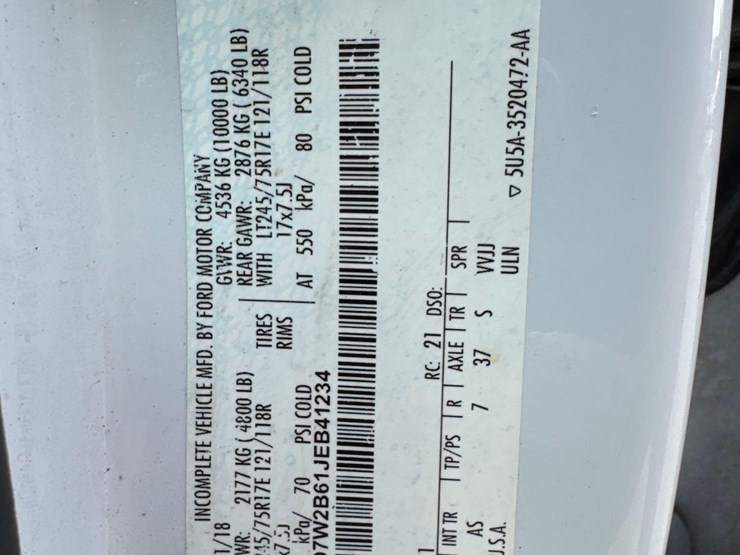 INCOMPLETE VEHICLE MFD. BY FORD MOTOR COMPANY
1/18 GVWR: 4536 KG (10000 LB)
WR: 2177 KG ( 4800 LB) REAR GAWR: 2876 KG ( 6340 LB)
45/75R17E 121/118R TIRES WITH LT245/75R17E 121/118R
x7.5J RIMS 17x7.5J
kPa/ 70 PSI COLD AT 550 kPa/ 80 PSI COLD
7W2B61JEB41234
RC: 21 DSO:
INT TR TP/PS R AXLE TR SPR
AS 7 37 S VVJJ
U.S.A. ULN
▽ 5U5A-3520472-AA